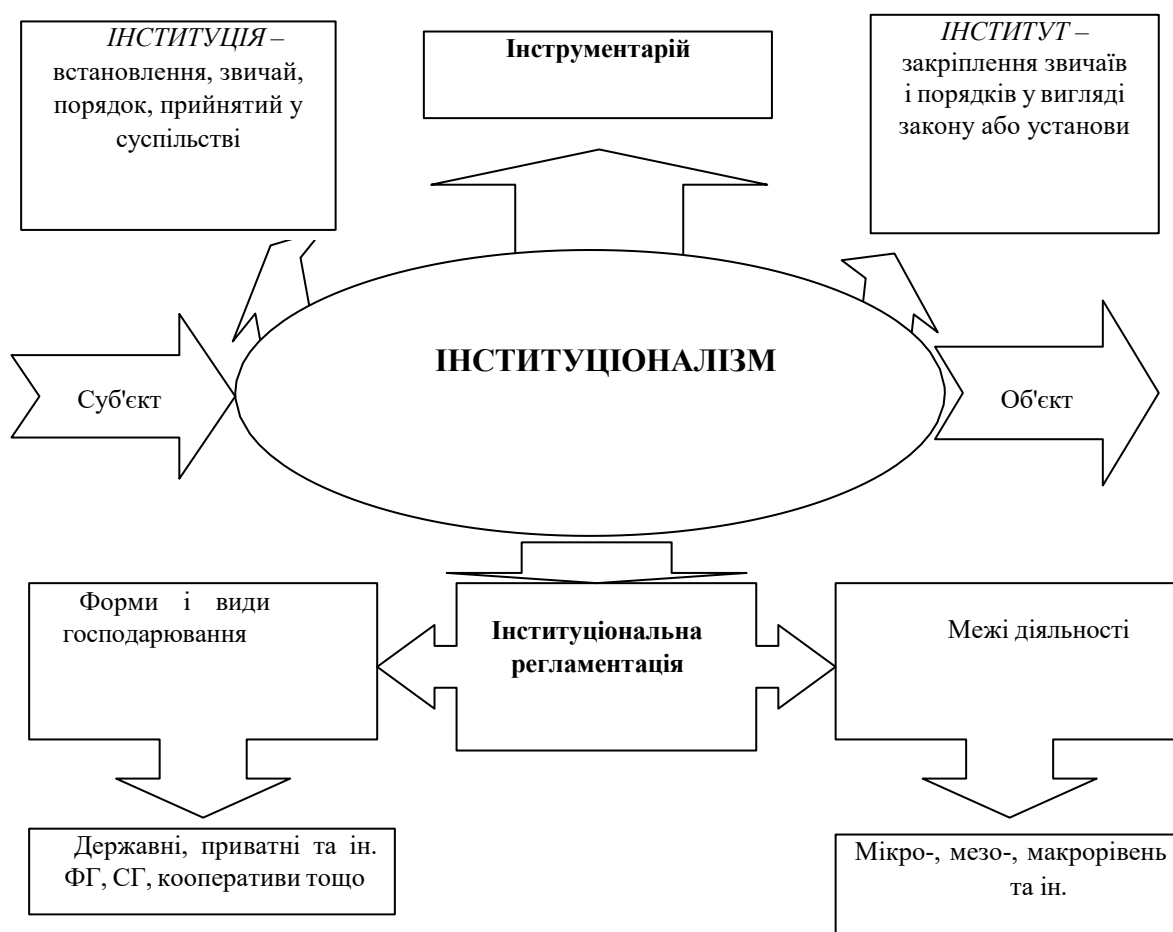 ІНСТИТУЦІЯ –
встановлення, звичай,
порядок, прийнятий у
суспільстві
Інструментарій
ІНСТИТУТ –
закріплення звичаїв
і порядків у вигляді
закону або установи
ІНСТИТУЦІОНАЛІЗМ
Суб'єкт
Об'єкт
Форми і види
господарювання
Інституціональна
регламентація
Межі діяльності
Державні, приватні та ін.
ФГ, СГ, кооперативи тощо
Мікро-, мезо-, макрорівень
та ін.